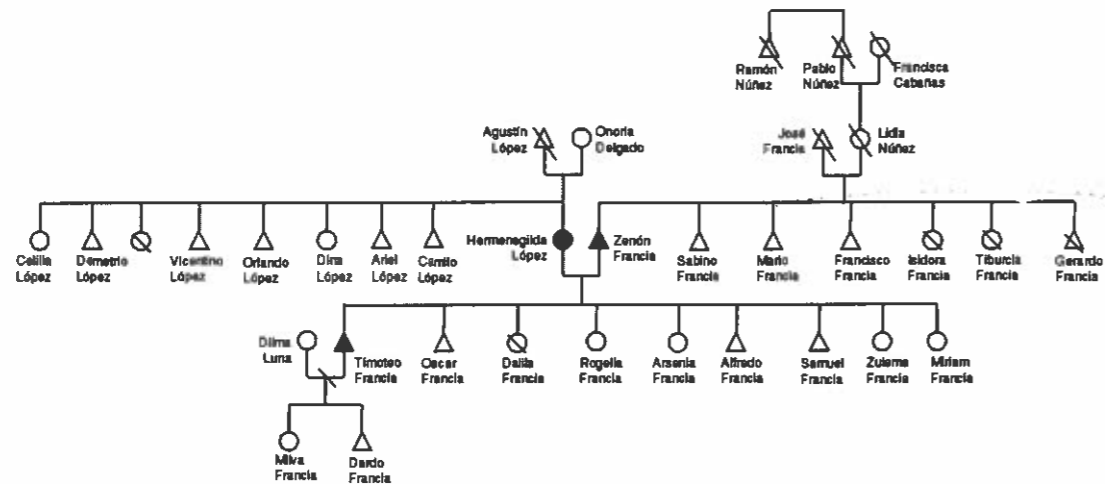 Ramón
Núñez
Pablo
Núñez
Francisca
Cabañas
Agustín
López
Onoria
Delgado
José
Francia
Lidia
Núñez
Celilia
López
Demetrio
López
Vicentino
López
Orlando
López
Dina
López
Ariel
López
Camilo
López
Hermenegilda
López
Zenón
Francia
Sabino
Francia
Mario
Francia
Francisco
Francia
Isidora
Francia
Tiburcia
Francia
Gerardo
Francia
Dilma
Luna
Timoteo
Francia
Oscar
Francia
Dalila
Francia
Rogelia
Francia
Arsenia
Francia
Alfredo
Francia
Samuel
Francia
Zulema
Francia
Miriam
Francia
Milva
Francia
Dardo
Francia